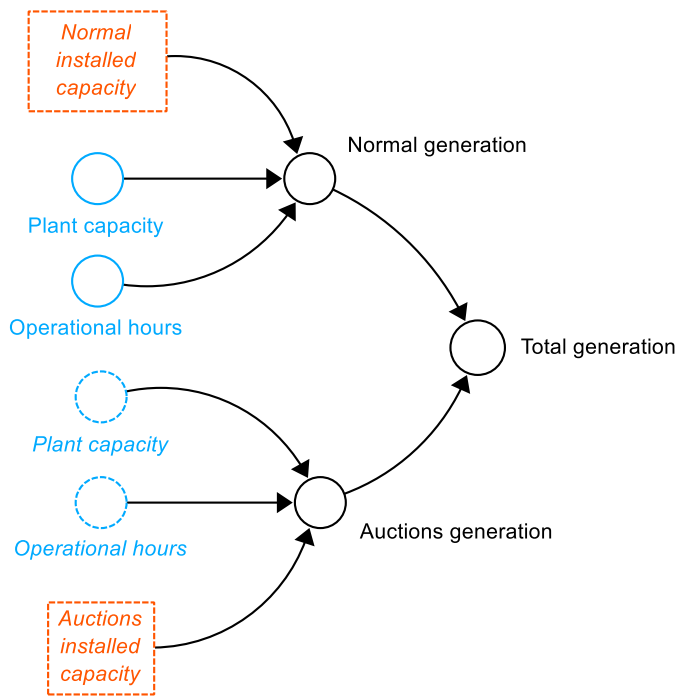 Normal
installed
capacity
Normal generation
Plant capacity
Operational hours
Total generation
Plant capacity
Operational hours
Auctions generation
Auctions
installed
capacity